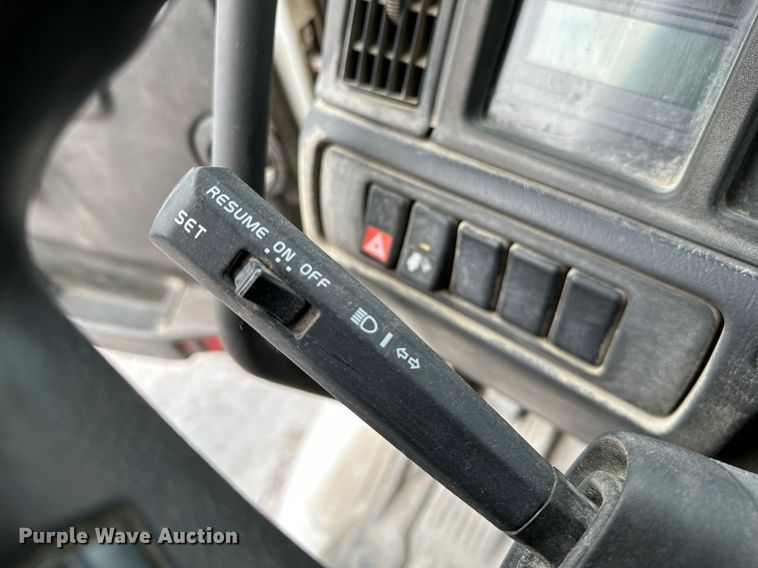 RESUME ON OFF
SET
Purple Wave Auction